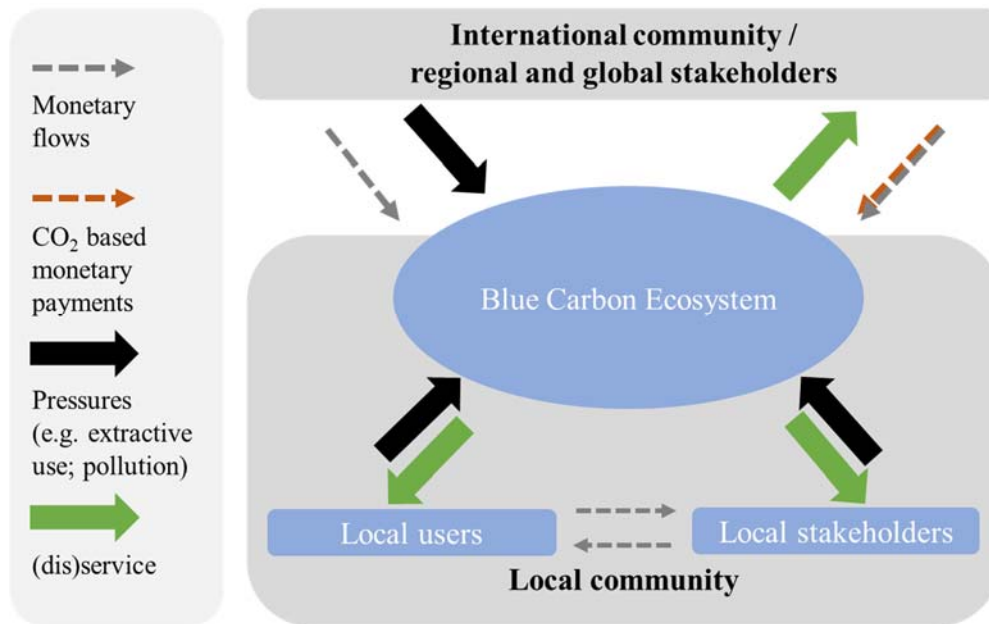 Monetary
flows
CO₂ based
monetary
payments
Pressures
(e.g. extractive
use; pollution)
(dis)service
International community /
regional and global stakeholders
Blue Carbon Ecosystem
Local users
Local stakeholders
Local community